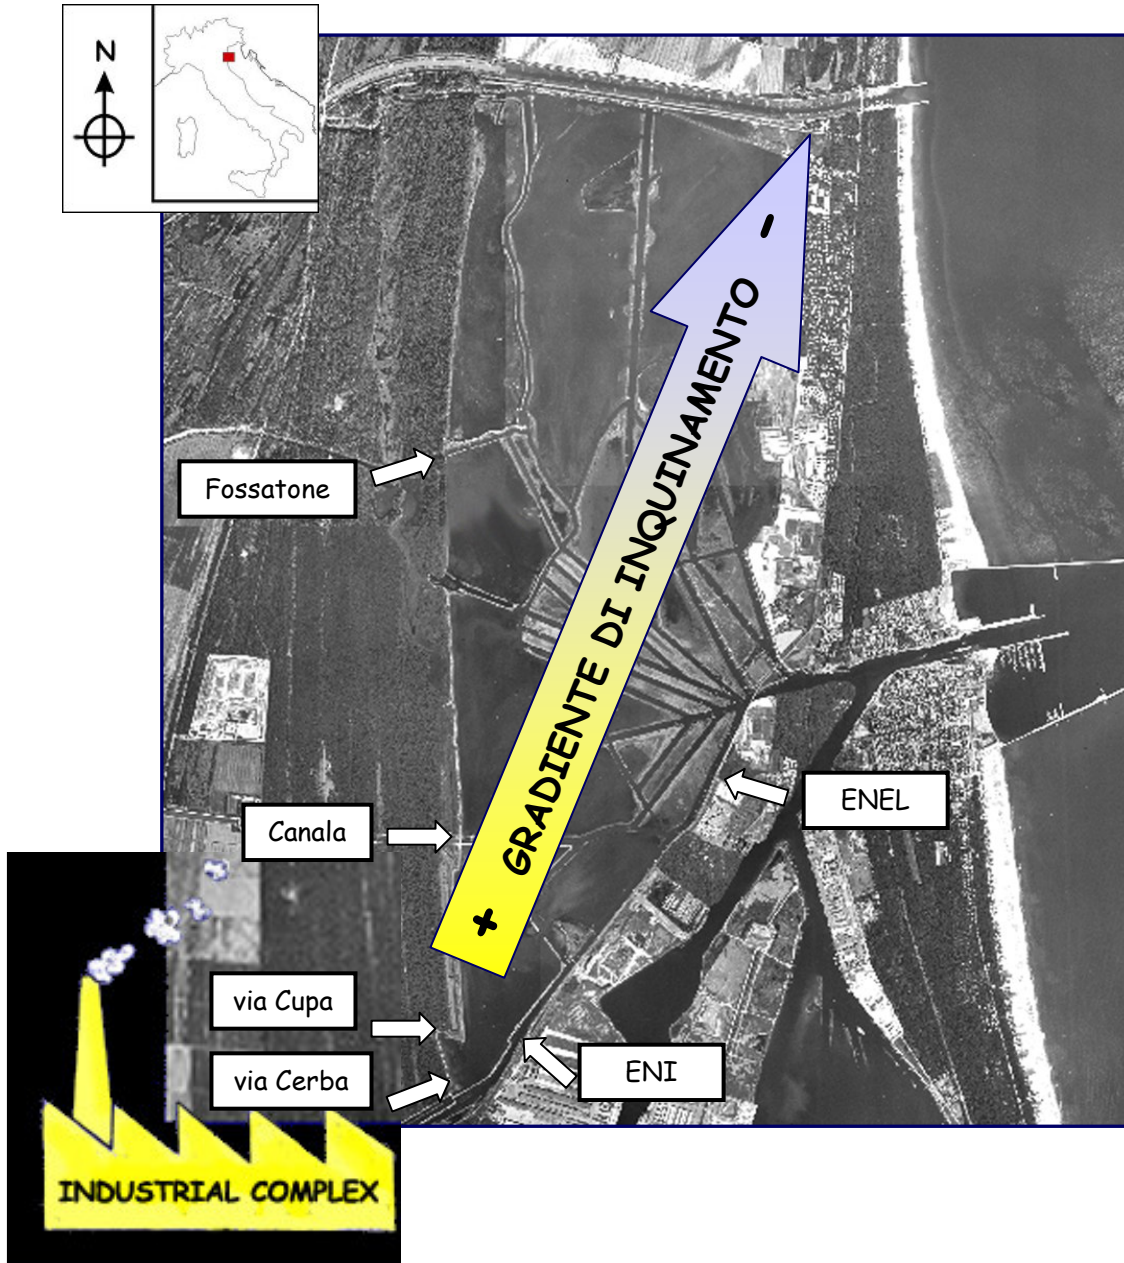 N
-
GRADIENTE DI INQUINAMENTO
+
Fossatone
ENEL
Canala
via Cupa
via Cerba
ENI
INDUSTRIAL COMPLEX